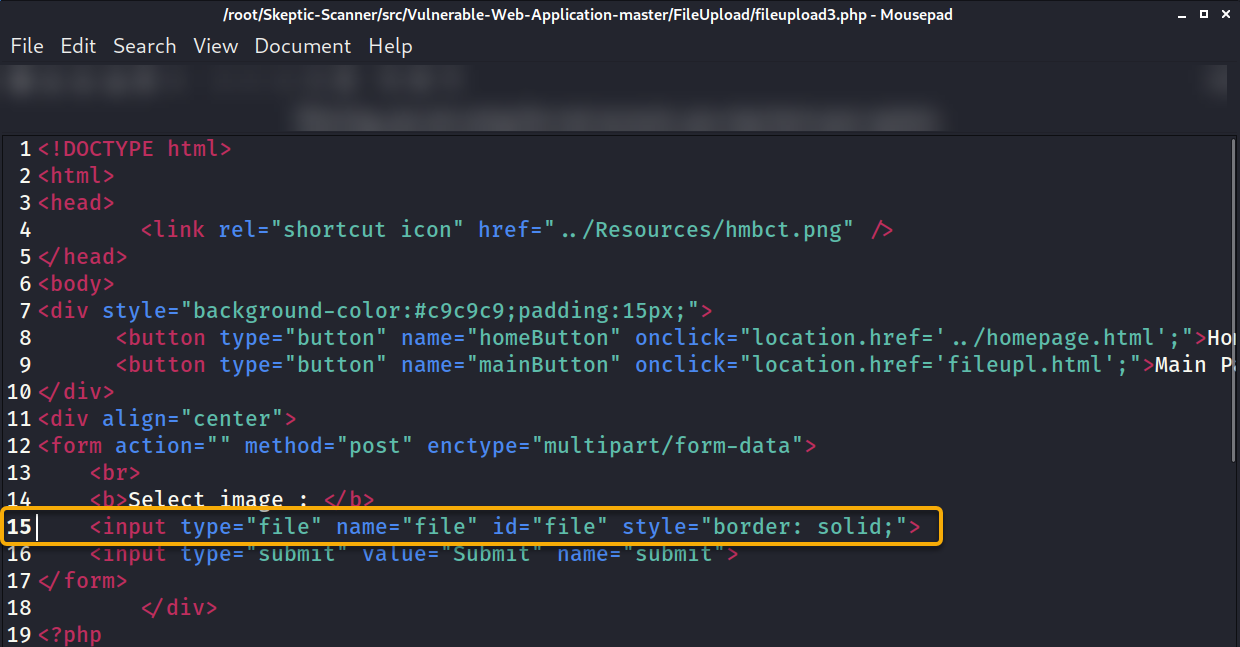 /root/Skeptic-Scanner/src/Vulnerable-Web-Application-master/FileUpload/fileupload3.php - Mousepad
File Edit Search View Document Help
1 <!DOCTYPE html>
2 <html>
3 <head>
4 <link rel="shortcut icon" href="../Resources/hmbct.png" />
5 </head>
6 <body>
7 <div style="background-color:#c9c9c9;padding:15px;">
8 <button type="button" name="homeButton" onclick="location.href='../homepage.html';">Ho
9 <button type="button" name="mainButton" onclick="location.href='fileupl.html';">Main P
10 </div>
11 <div align="center">
12 <form action="" method="post" enctype="multipart/form-data">
13 <br>
14 <b>Select image : </b>
15 <input type="file" name="file" id="file" style="border: solid;">
16 <input type="submit" value="Submit" name="submit">
17 </form>
18 </div>
19 <?php